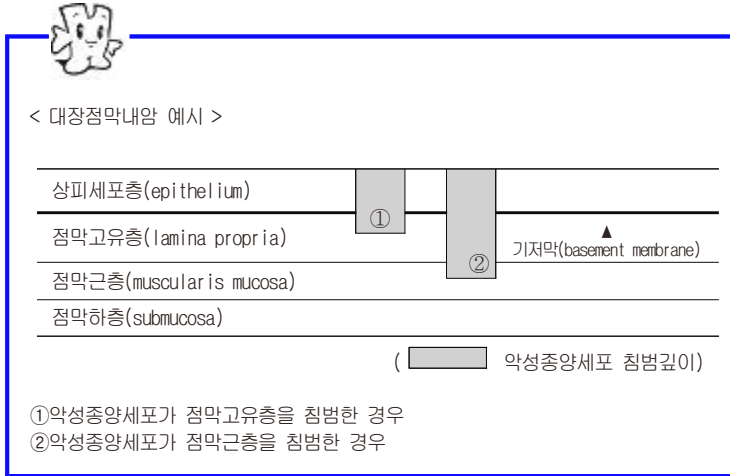 < 대장점막내암 예시 >
상피세포층(epithelium)
①
점막고유층(lamina propria)
▲
기저막(basement membrane)
②
점막근층(muscularis mucosa)
점막하층(submucosa)
( 악성종양세포 침범깊이)
①악성종양세포가 점막고유층을 침범한 경우
②악성종양세포가 점막근층을 침범한 경우